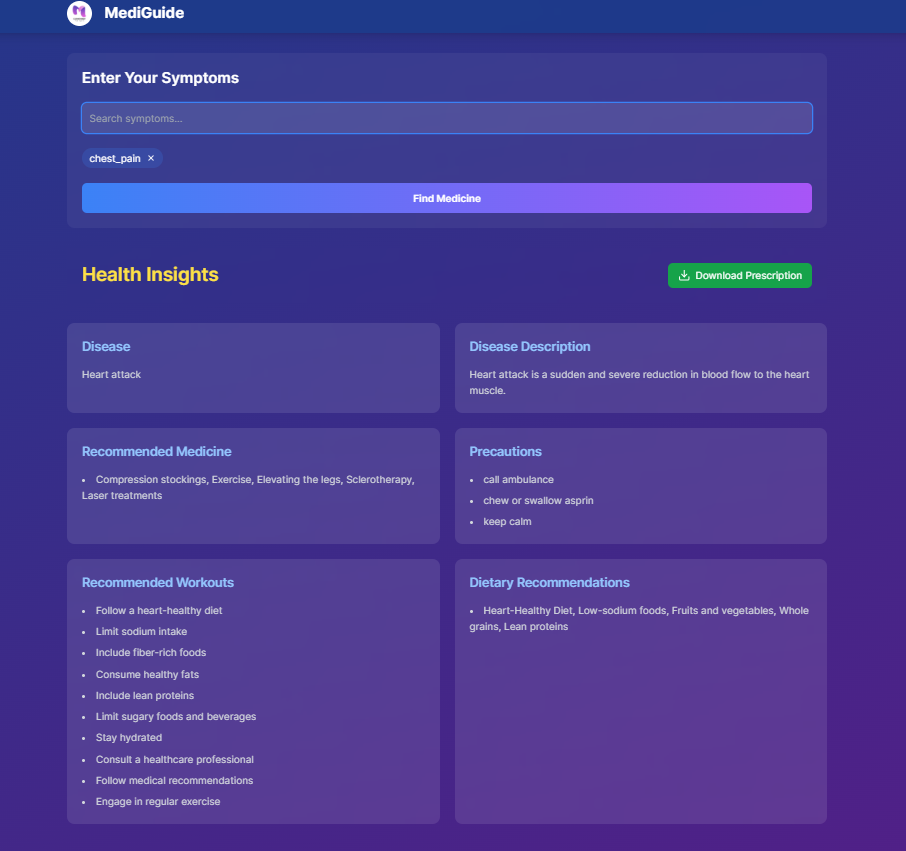 MediGuide
Enter Your Symptoms
Search symptoms...
chest_pain ×
Find Medicine
Health Insights
Download Prescription
Disease
Heart attack
Disease Description
Heart attack is a sudden and severe reduction in blood flow to the heart
muscle.
Recommended Medicine
• Compression stockings, Exercise, Elevating the legs, Sclerotherapy,
Laser treatments
Precautions
• call ambulance
• chew or swallow asprin
• keep calm
Recommended Workouts
• Follow a heart-healthy diet
• Limit sodium intake
• Include fiber-rich foods
• Consume healthy fats
• Include lean proteins
• Limit sugary foods and beverages
• Stay hydrated
• Consult a healthcare professional
• Follow medical recommendations
• Engage in regular exercise
Dietary Recommendations
• Heart-Healthy Diet, Low-sodium foods, Fruits and vegetables, Whole
grains, Lean proteins